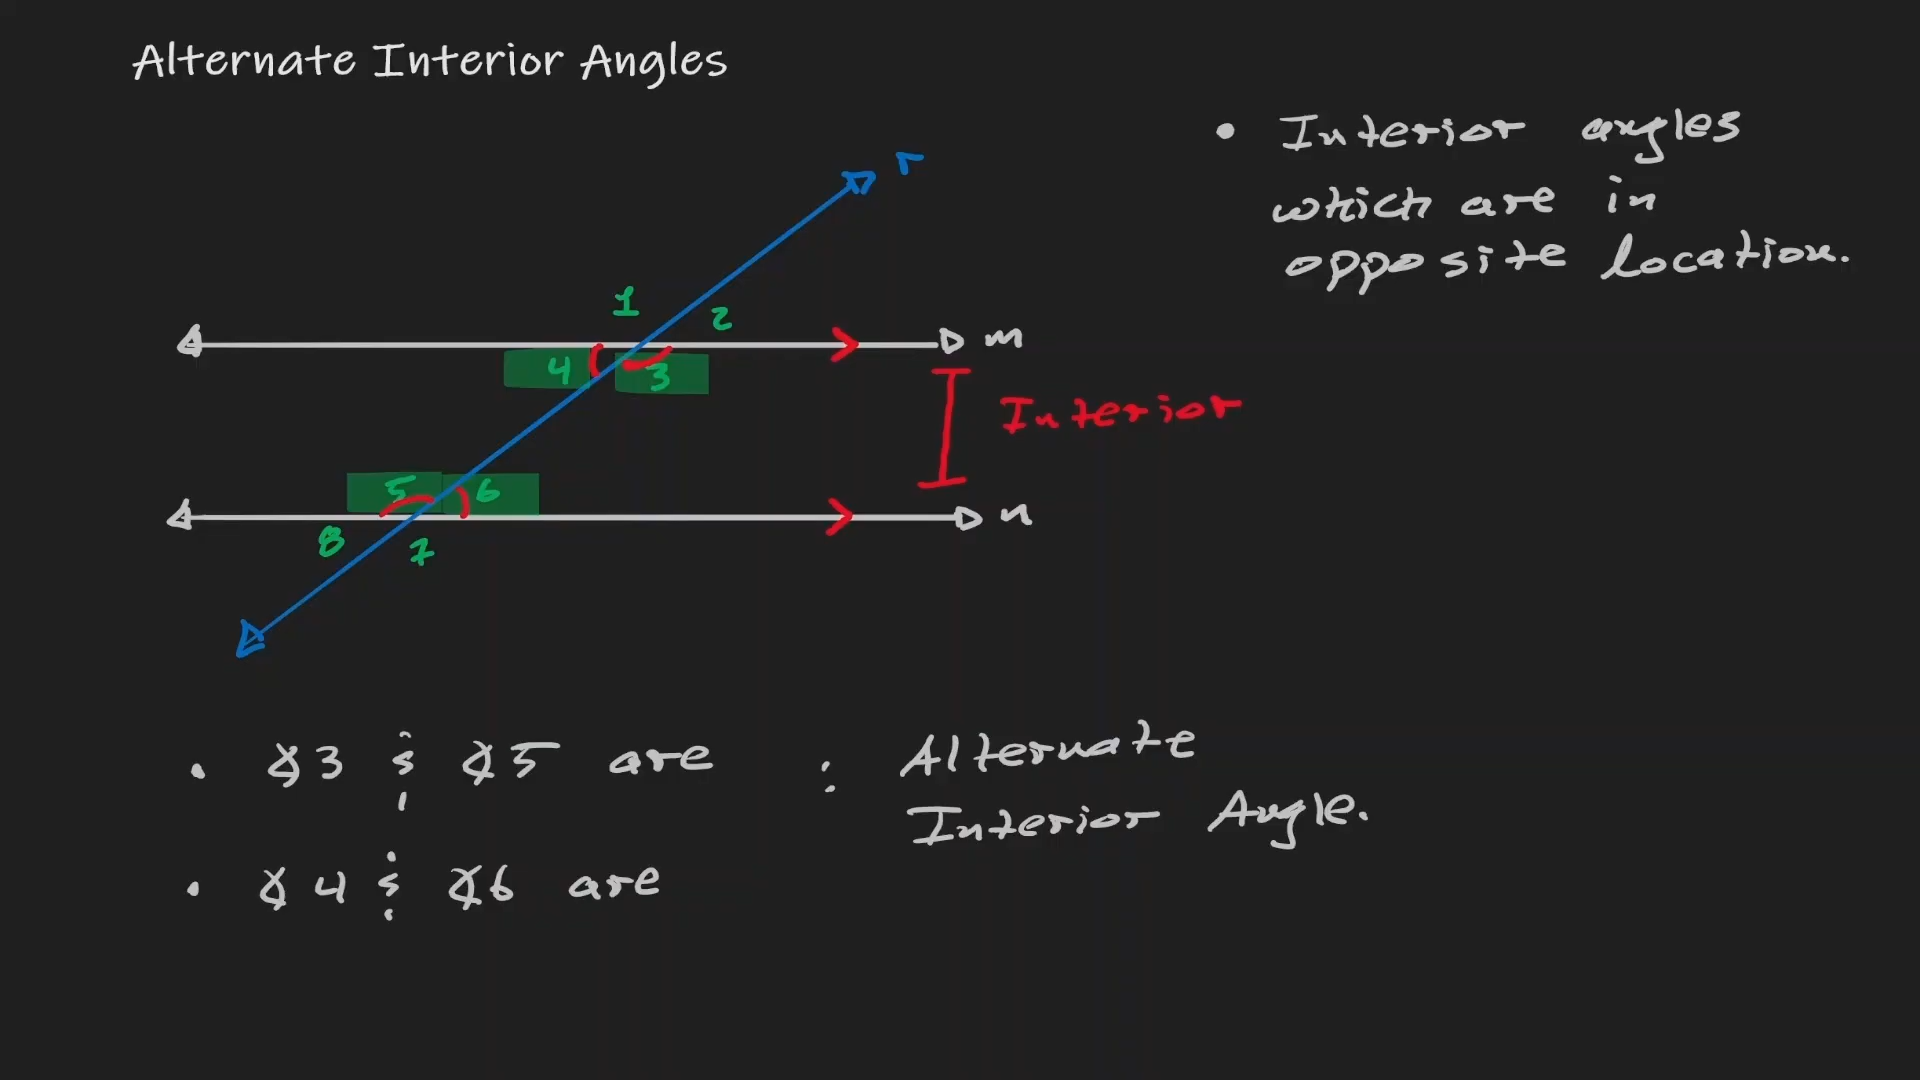 Alternate Interior Angles
• Interior angles
which are in
opposite location.
r
1
2
m
4
3
Interior
5
6
n
8
7
• ∡3 & ∡5 are : Alternate
Interior Angle.
• ∡4 & ∡6 are